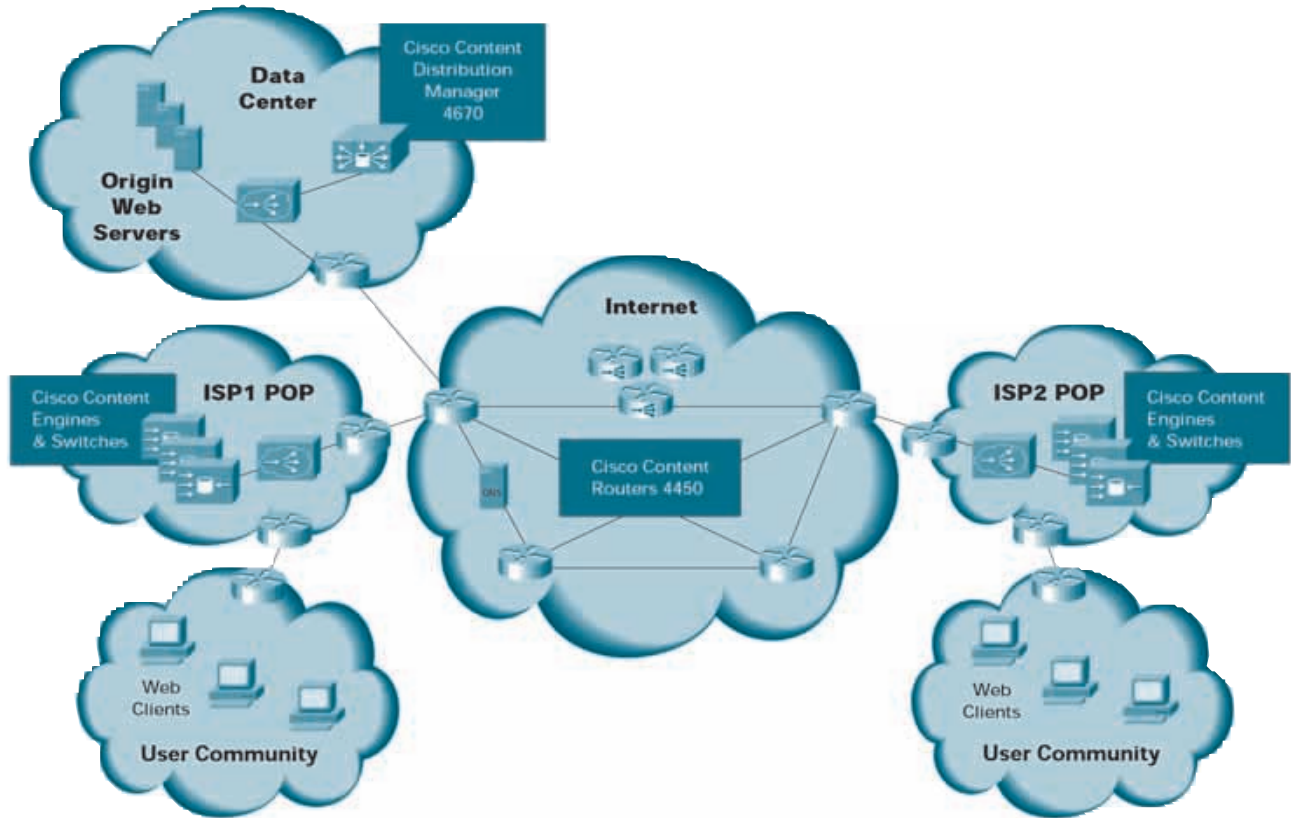 Data
Center
Cisco Content
Distribution
Manager
4670
Origin
Web
Servers
Internet
ISP1 POP
Cisco Content
Engines
& Switches
ISP2 POP
Cisco Content
Engines
& Switches
Cisco Content
Routers 4450
DNS
Web
Clients
User Community
Web
Clients
User Community